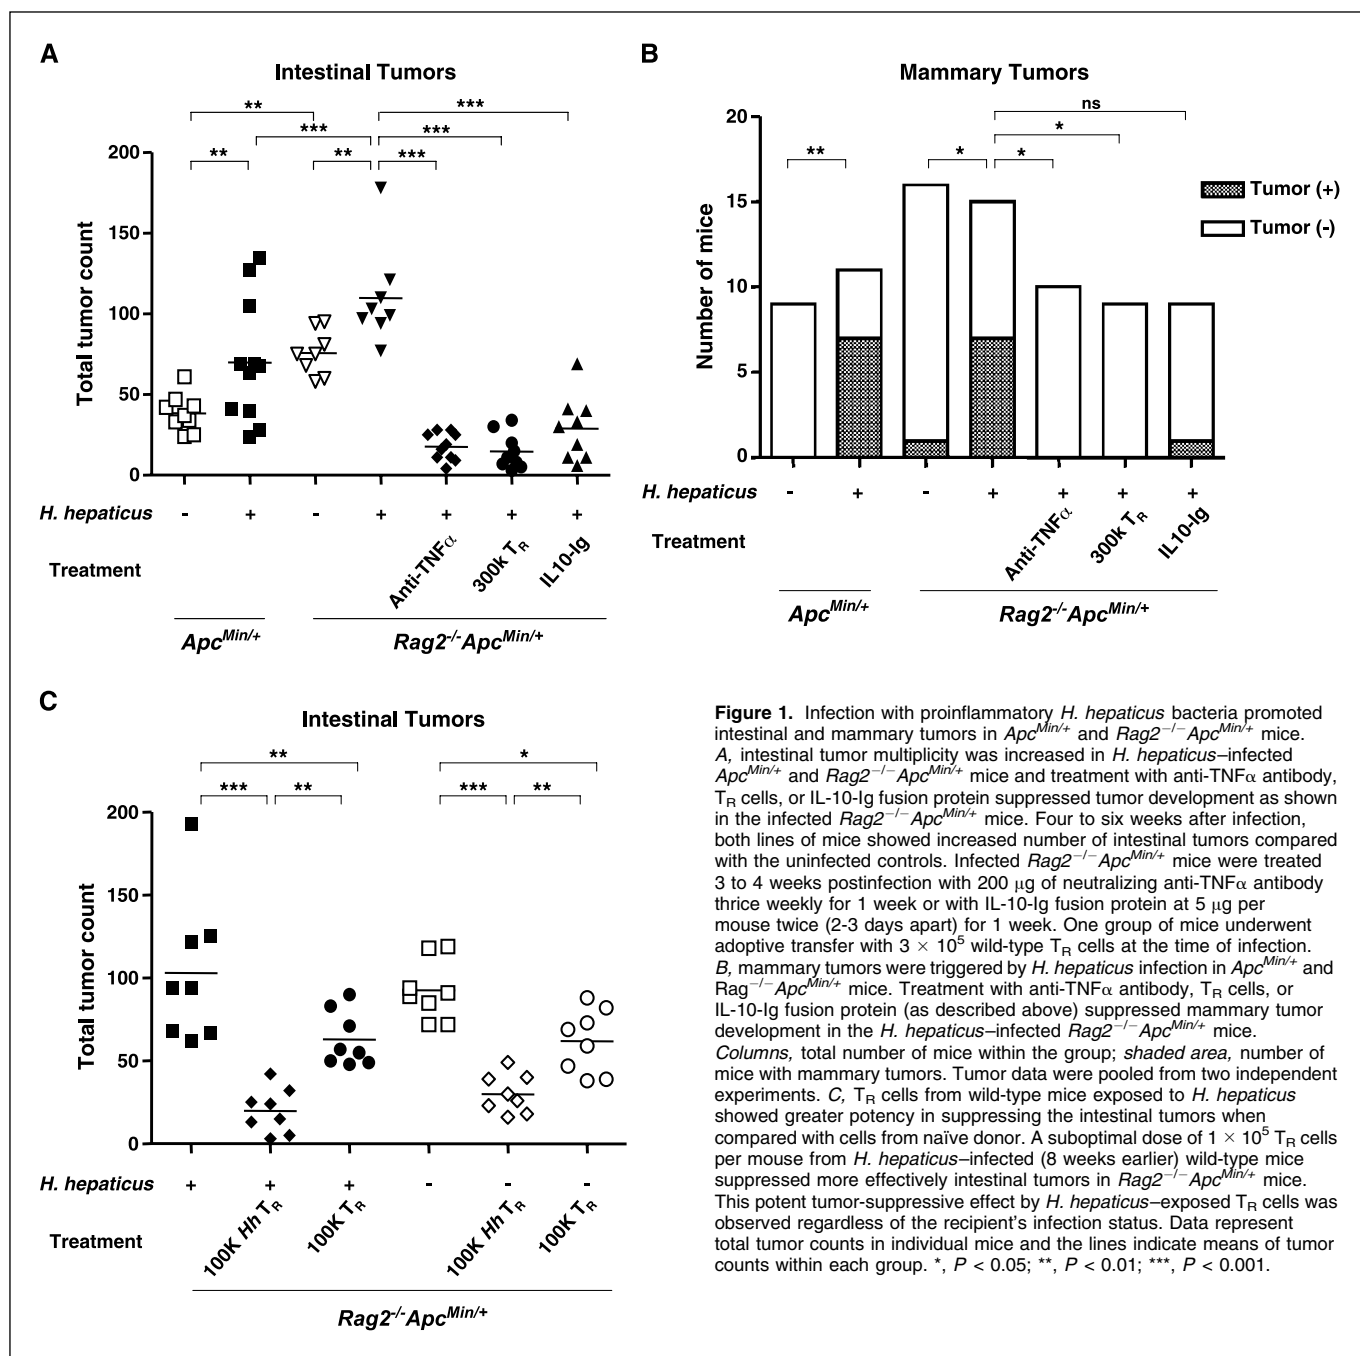 A
Intestinal Tumors
**
***
***
***
**
**
***
Total tumor count
200
150
100
50
0
H. hepaticus
- + - + + + +
Treatment
Anti-TNFα
300k TR
IL10-Ig
ApcMin/+
Rag2-/-ApcMin/+
B
Mammary Tumors
ns
*
**
*
*
Number of mice
20
15
10
5
0
Tumor (+)
Tumor (-)
H. hepaticus
- + - + + + +
Treatment
Anti-TNFα
300k TR
IL10-Ig
ApcMin/+
Rag2-/-ApcMin/+
C
Intestinal Tumors
**
*
***
**
***
**
Total tumor count
200
150
100
50
0
H. hepaticus
+ + + - - -
Treatment
100K Hh TR
100K TR
100K Hh TR
100K TR
Rag2-/-ApcMin/+
Figure 1. Infection with proinflammatory H. hepaticus bacteria promoted
intestinal and mammary tumors in ApcMin/+ and Rag2−/−ApcMin/+ mice.
A, intestinal tumor multiplicity was increased in H. hepaticus–infected
ApcMin/+ and Rag2−/−ApcMin/+ mice and treatment with anti-TNFα antibody,
TR cells, or IL-10-Ig fusion protein suppressed tumor development as shown
in the infected Rag2−/−ApcMin/+ mice. Four to six weeks after infection,
both lines of mice showed increased number of intestinal tumors compared
with the uninfected controls. Infected Rag2−/−ApcMin/+ mice were treated
3 to 4 weeks postinfection with 200 μg of neutralizing anti-TNFα antibody
thrice weekly for 1 week or with IL-10-Ig fusion protein at 5 μg per
mouse twice (2-3 days apart) for 1 week. One group of mice underwent
adoptive transfer with 3 × 10⁵ wild-type TR cells at the time of infection.
B, mammary tumors were triggered by H. hepaticus infection in ApcMin/+ and
Rag−/−ApcMin/+ mice. Treatment with anti-TNFα antibody, TR cells, or
IL-10-Ig fusion protein (as described above) suppressed mammary tumor
development in the H. hepaticus–infected Rag2−/−ApcMin/+ mice.
Columns, total number of mice within the group; shaded area, number of
mice with mammary tumors. Tumor data were pooled from two independent
experiments. C, TR cells from wild-type mice exposed to H. hepaticus
showed greater potency in suppressing the intestinal tumors when
compared with cells from naïve donor. A suboptimal dose of 1 × 10⁵ TR cells
per mouse from H. hepaticus–infected (8 weeks earlier) wild-type mice
suppressed more effectively intestinal tumors in Rag2−/−ApcMin/+ mice.
This potent tumor-suppressive effect by H. hepaticus–exposed TR cells was
observed regardless of the recipient's infection status. Data represent
total tumor counts in individual mice and the lines indicate means of tumor
counts within each group. *, P < 0.05; **, P < 0.01; ***, P < 0.001.